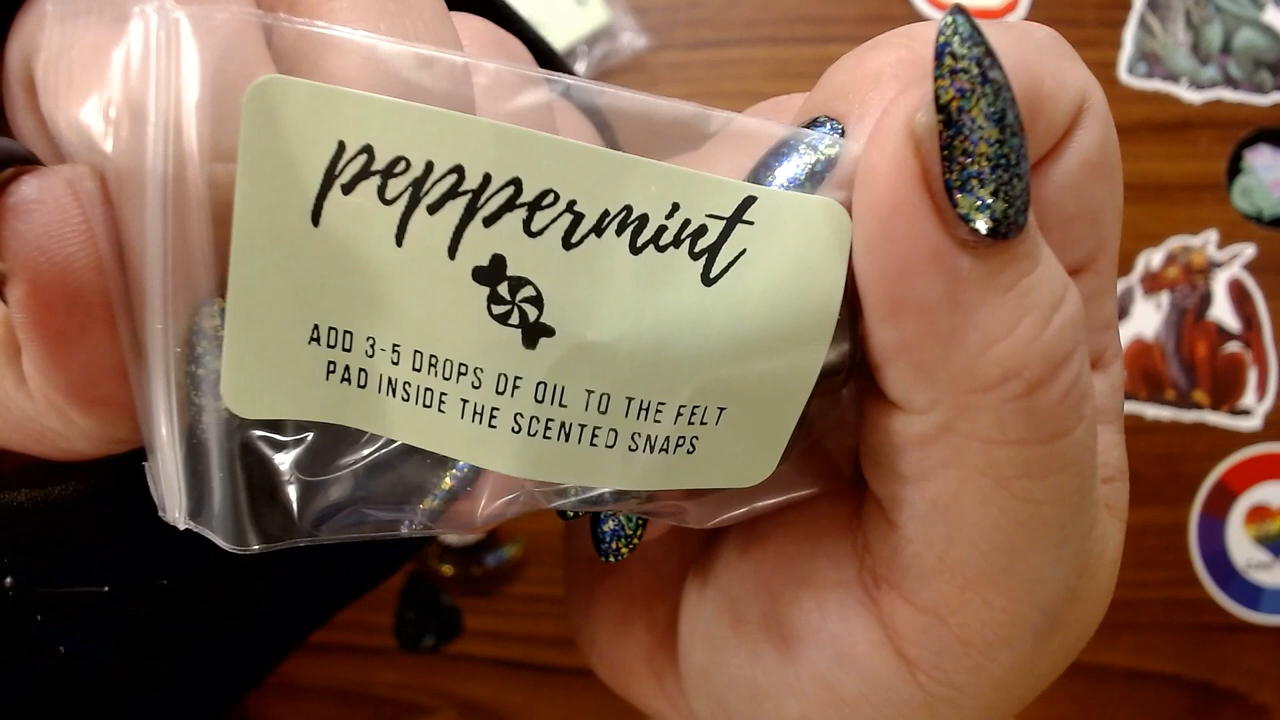 peppermint
ADD 3-5 DROPS OF OIL TO THE FELT
PAD INSIDE THE SCENTED SNAPS